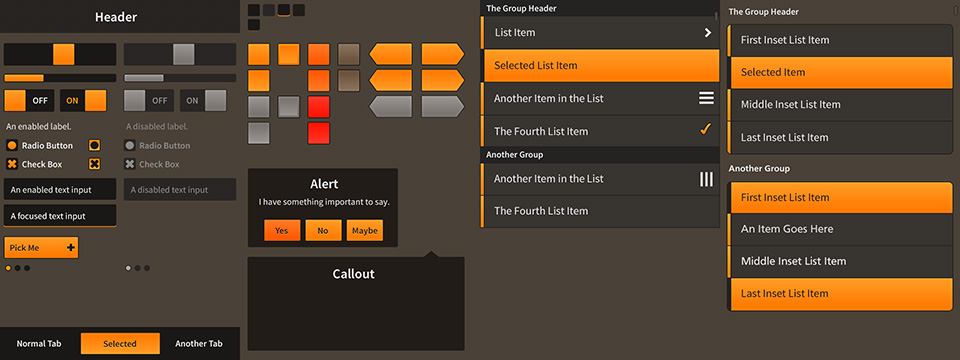 Header
OFF
ON
OFF
ON
An enabled label.
A disabled label.
Radio Button
Radio Button
Check Box
Check Box
An enabled text input
A disabled text input
A focused text input
Pick Me
Normal Tab
Selected
Another Tab
Alert
I have something important to say.
Yes
No
Maybe
Callout
The Group Header
List Item
Selected List Item
Another Item in the List
The Fourth List Item
Another Group
Another Item in the List
The Fourth List Item
The Group Header
First Inset List Item
Selected Item
Middle Inset List Item
Last Inset List Item
Another Group
First Inset List Item
An Item Goes Here
Middle Inset List Item
Last Inset List Item